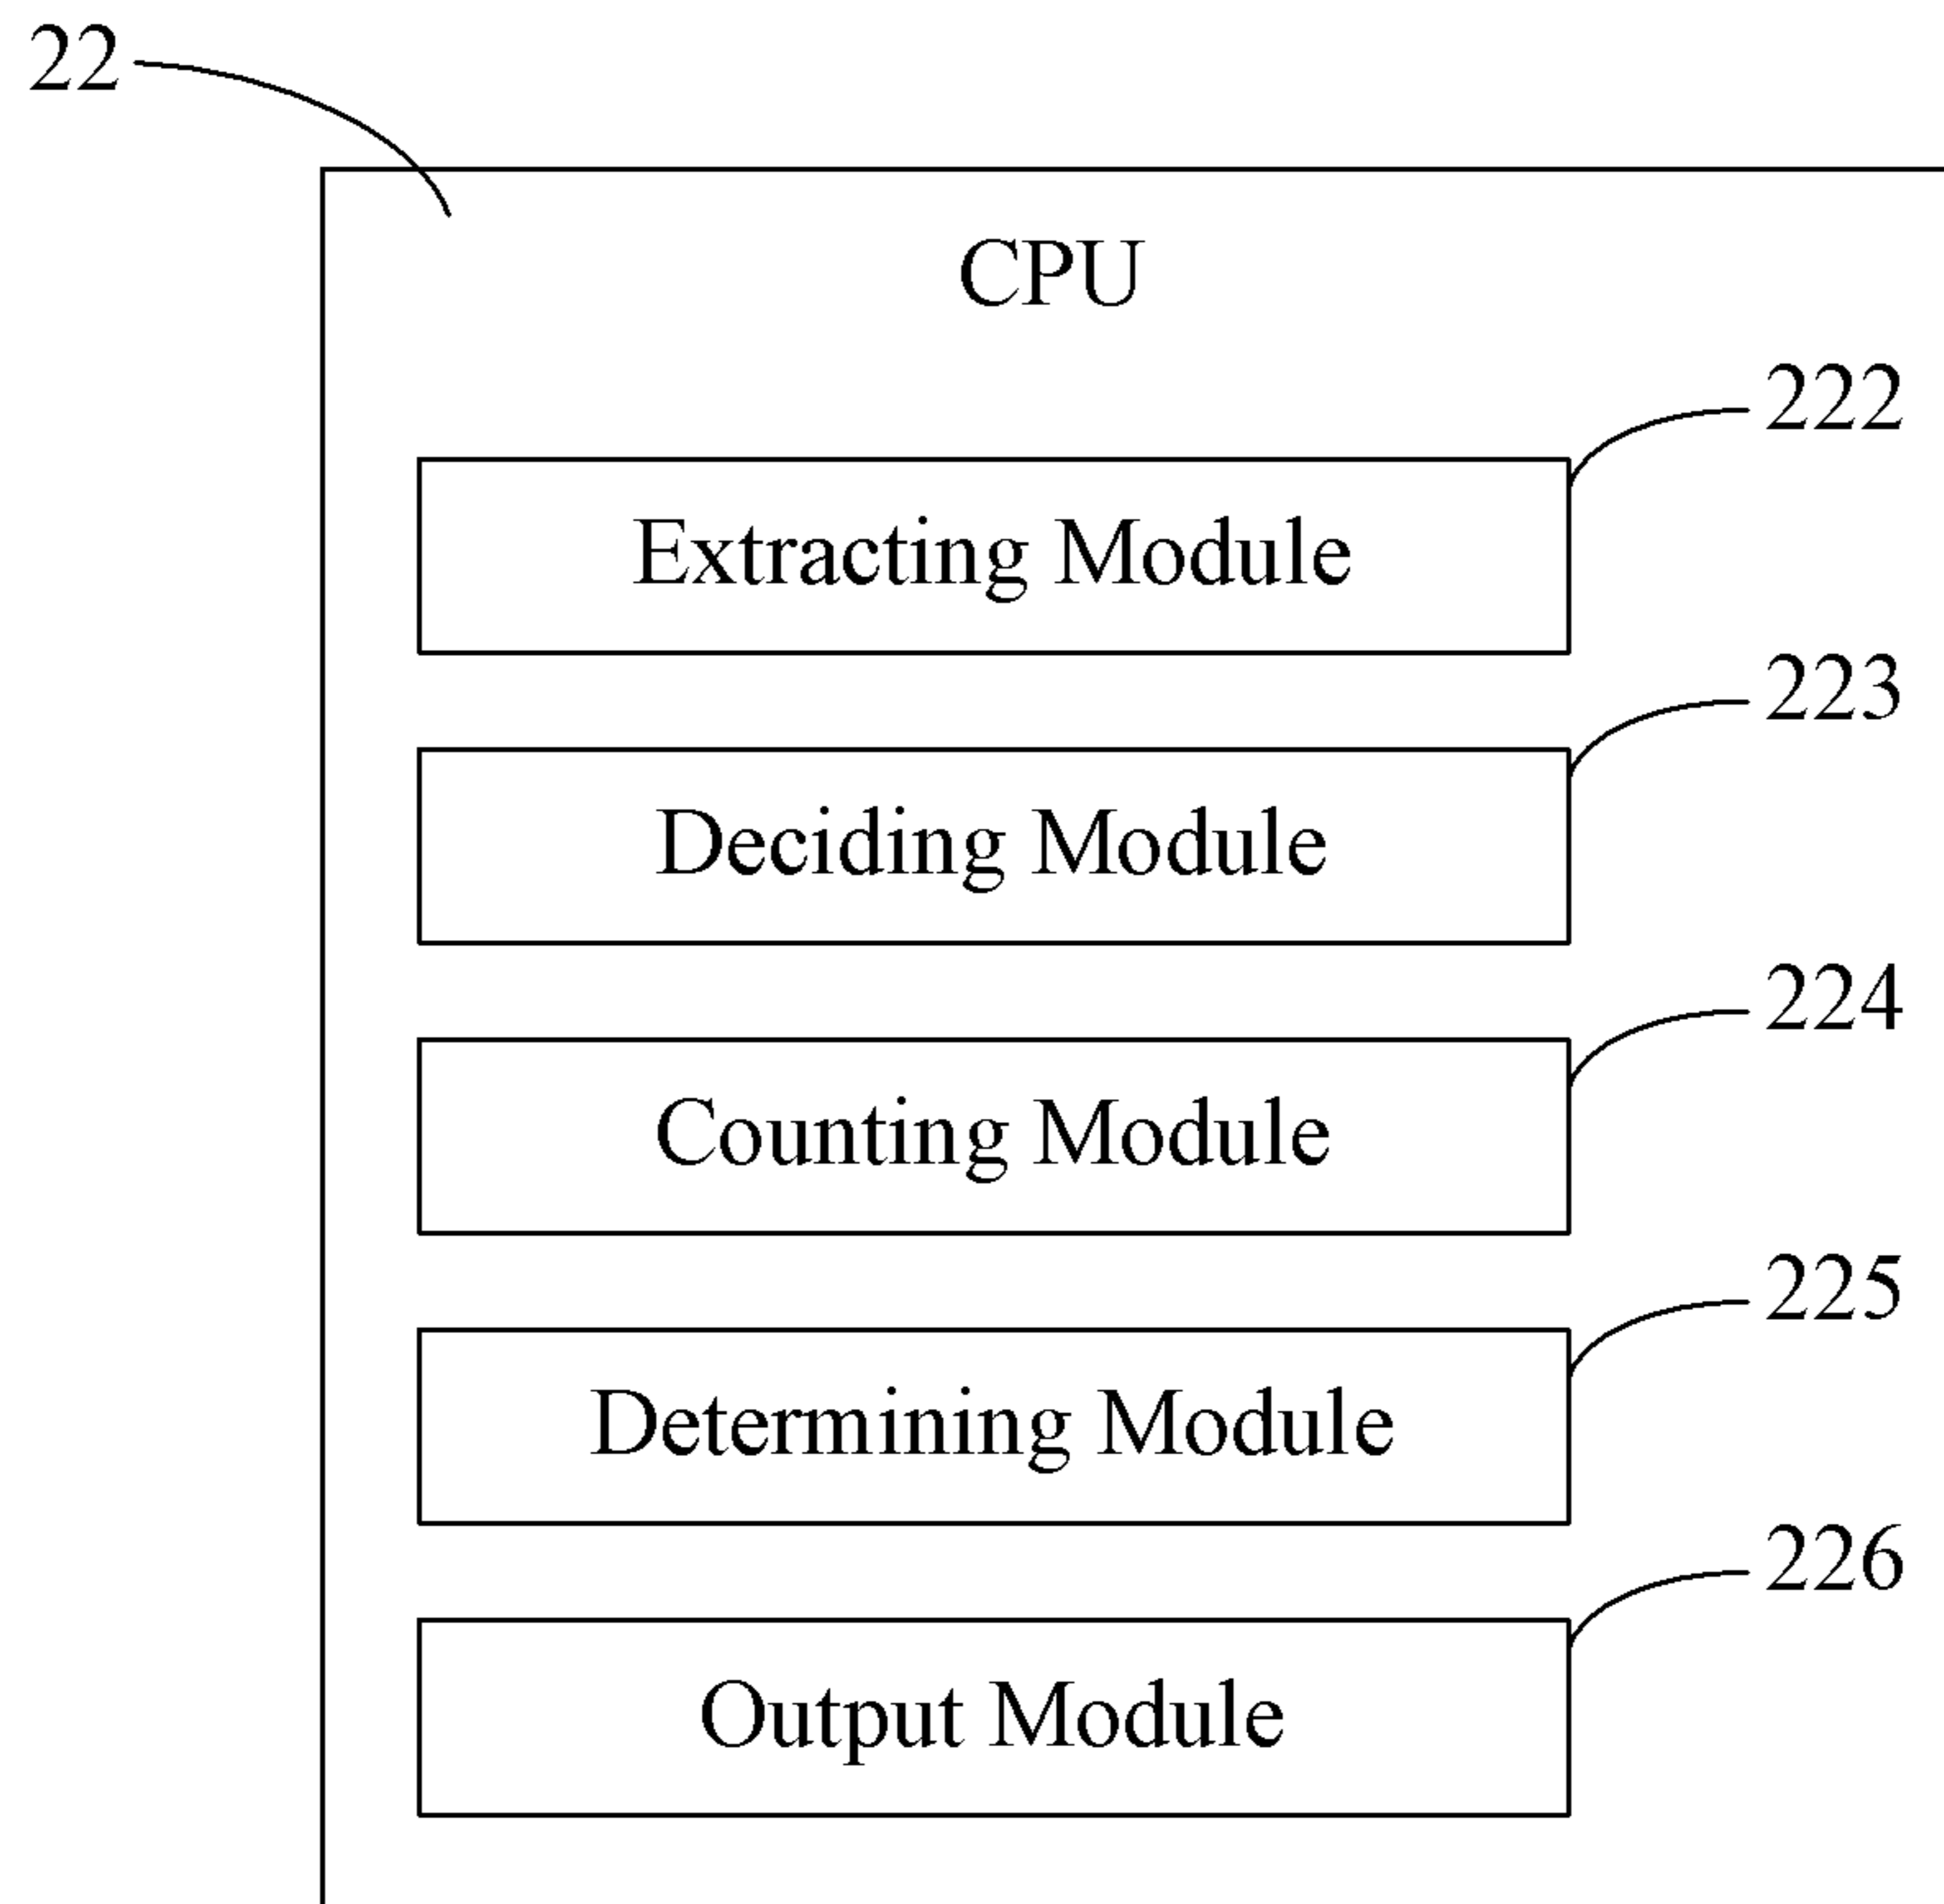 22
CPU
222
Extracting Module
223
Deciding Module
224
Counting Module
225
Determining Module
226
Output Module